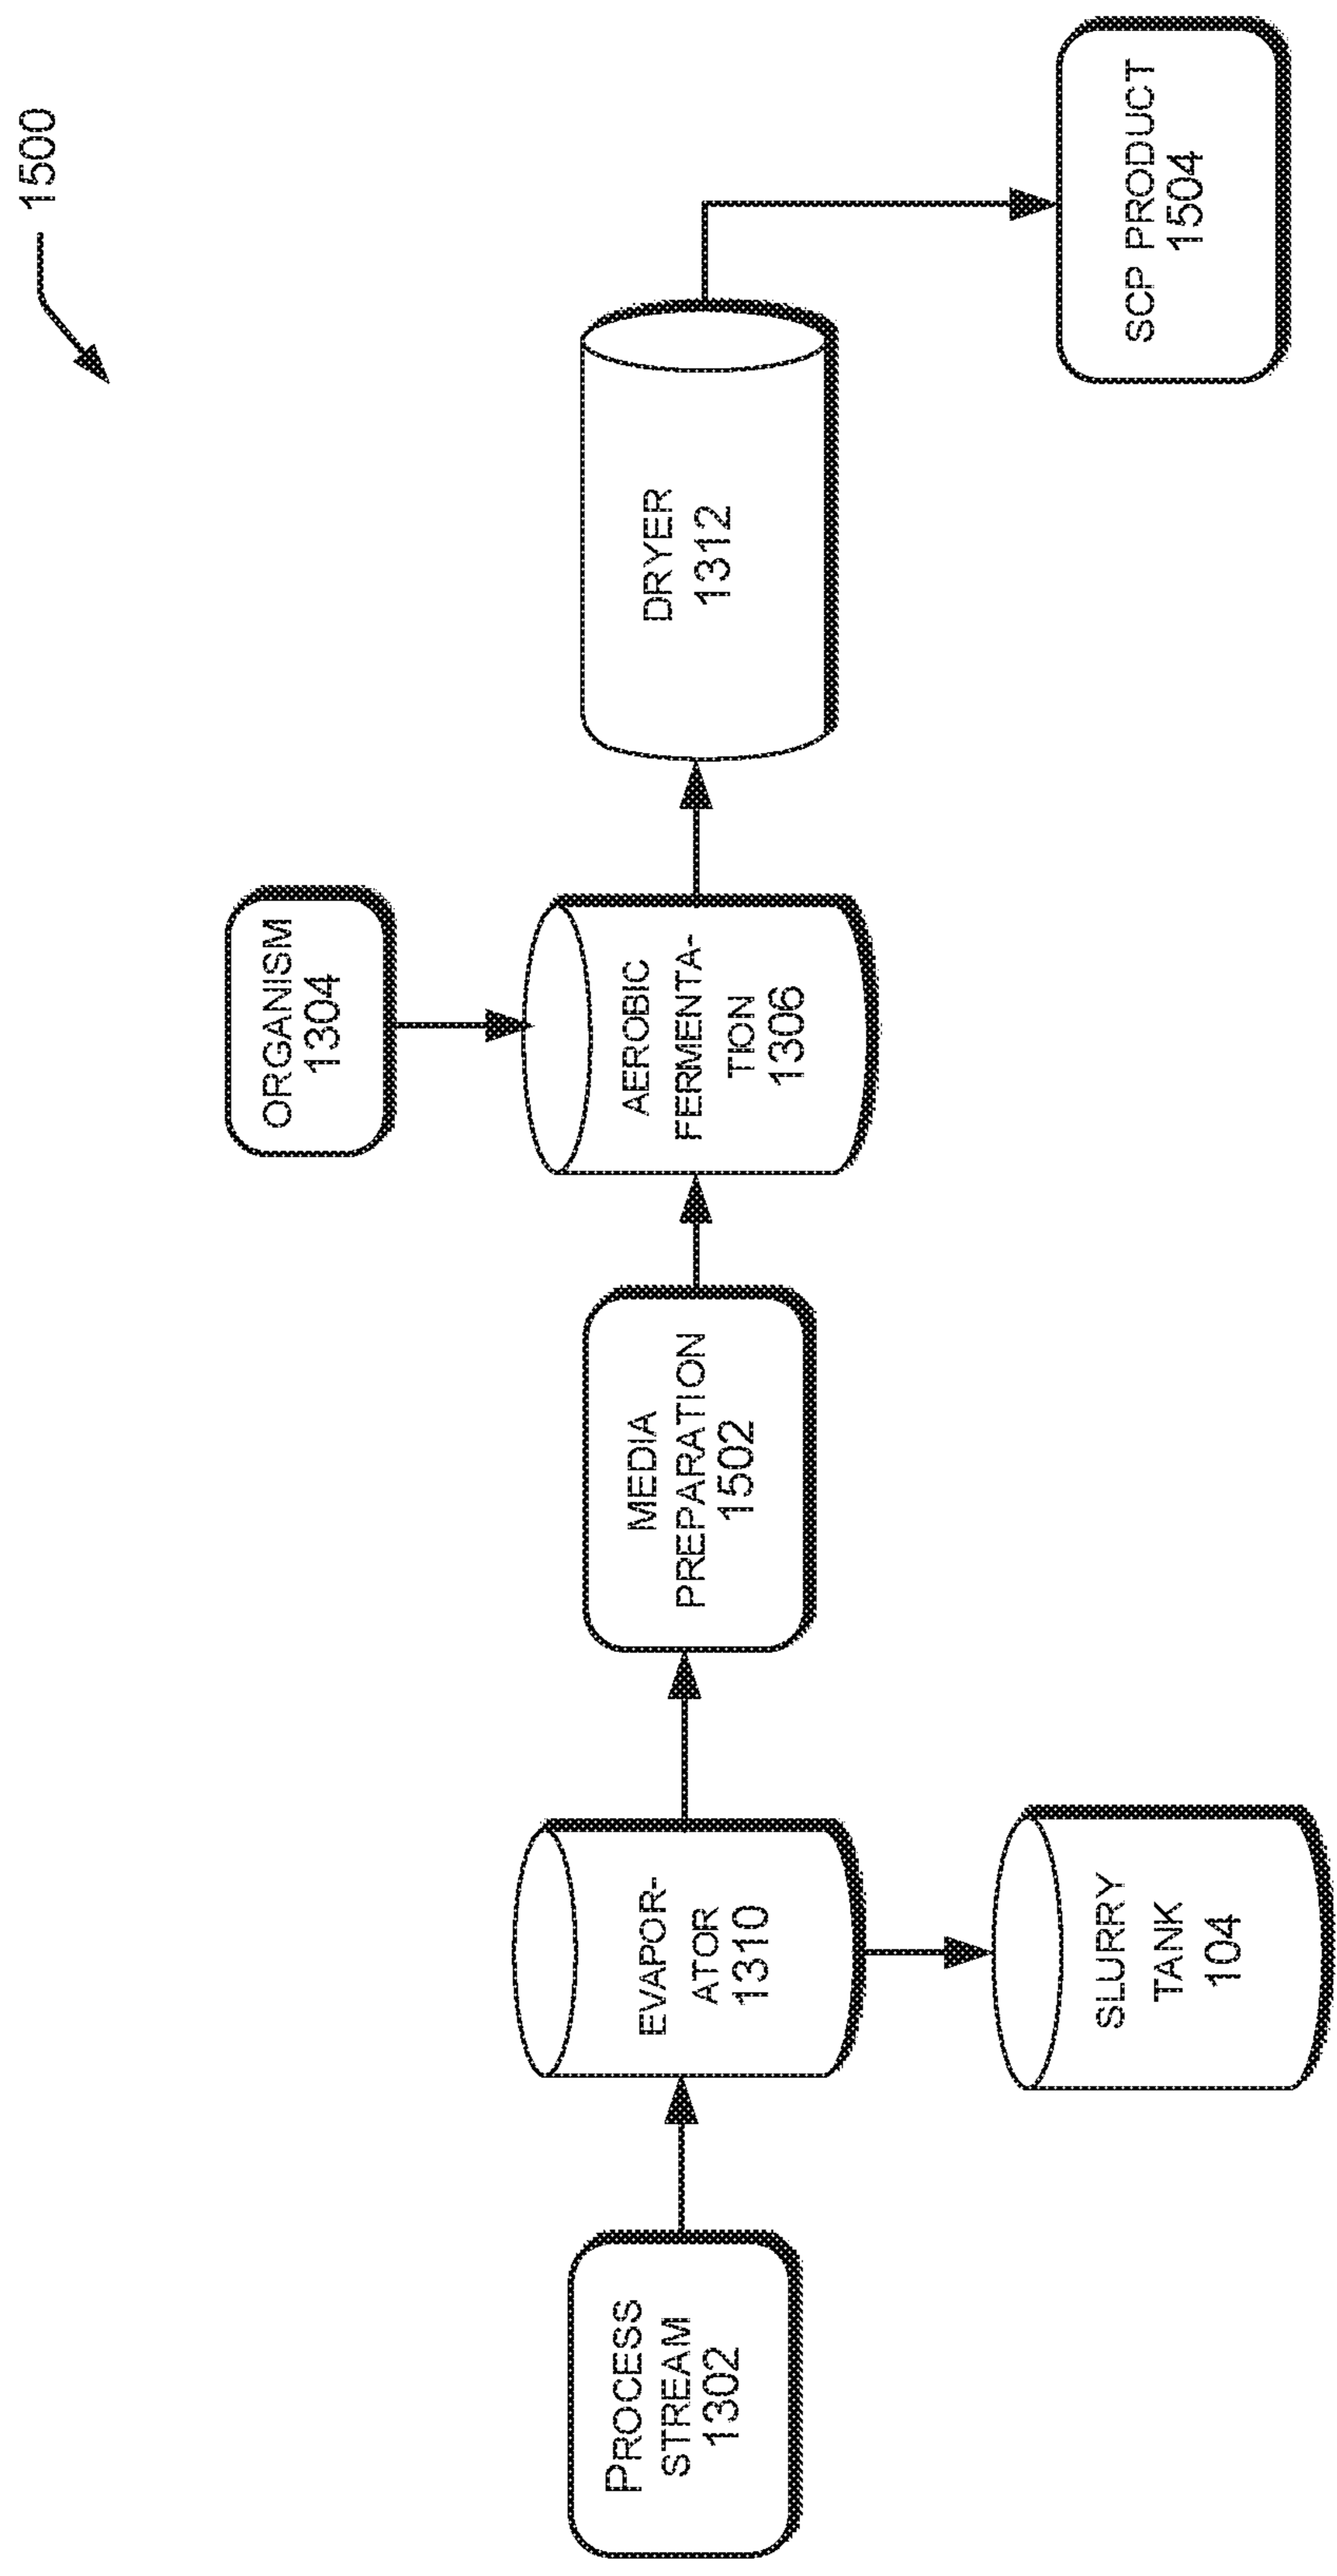 1500
ORGANISM
1304
PROCESS
STREAM
1302
EVAPOR-
ATOR
1310
MEDIA
PREPARATION
1502
AEROBIC
FERMENTA-
TION
1306
DRYER
1312
SLURRY
TANK
104
SCP PRODUCT
1504